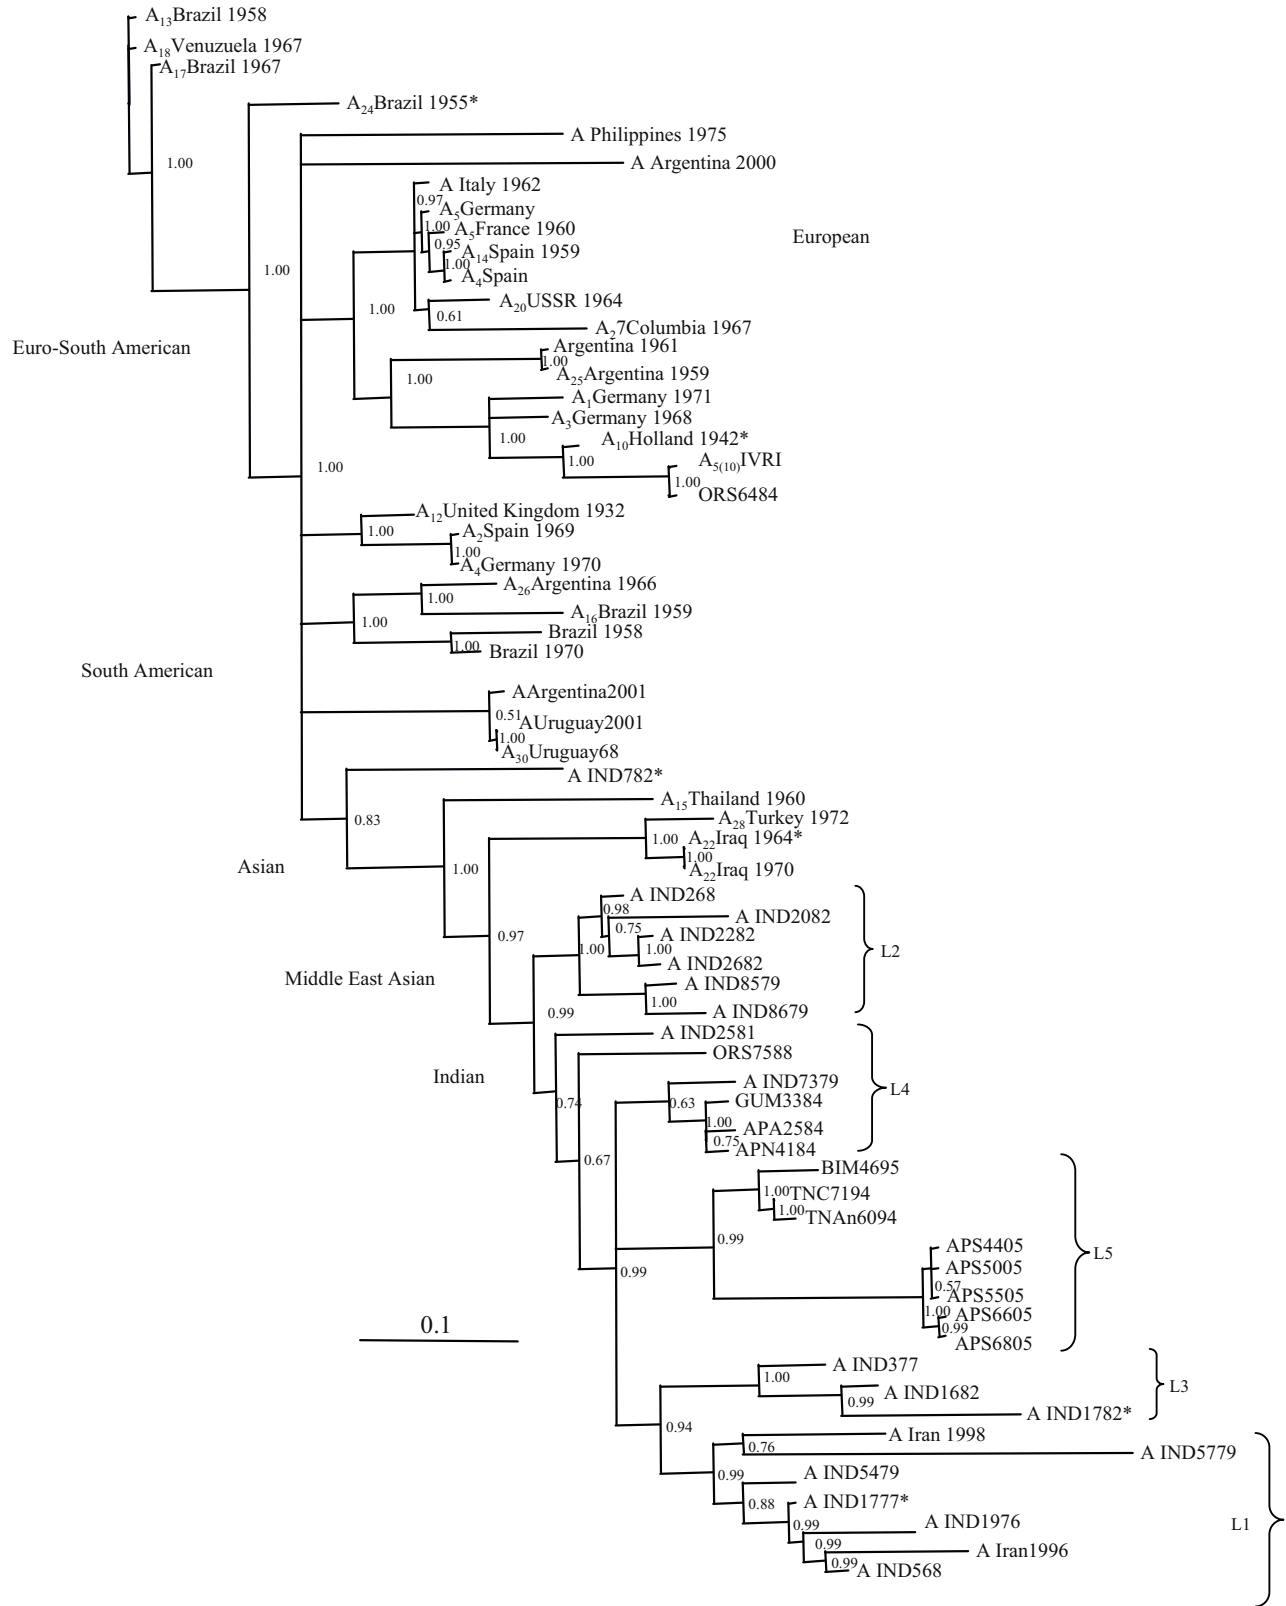 A13Brazil 1958
A18Venuzuela 1967
A17Brazil 1967
A24Brazil 1955*
1.00
A Philippines 1975
A Argentina 2000
A Italy 1962
0.97
A5Germany
1.00
A5France 1960
European
0.95
A14Spain 1959
1.00
A4Spain
1.00
A20USSR 1964
1.00
0.61
A27Columbia 1967
Euro-South American
Argentina 1961
1.00
A25Argentina 1959
1.00
A1Germany 1971
A3Germany 1968
1.00
A10Holland 1942*
1.00
A5(10)IVRI
1.00
1.00
ORS6484
A12United Kingdom 1932
1.00
A2Spain 1969
1.00
A4Germany 1970
A26Argentina 1966
1.00
A16Brazil 1959
1.00
Brazil 1958
1.00
Brazil 1970
South American
AArgentina2001
0.51
AUruguay2001
1.00
A30Uruguay68
A IND782*
A15Thailand 1960
0.83
A28Turkey 1972
1.00
A22Iraq 1964*
1.00
Asian
1.00
A22Iraq 1970
A IND268
0.98
A IND2082
0.75
0.97
A IND2282
1.00
1.00
L2
A IND2682
Middle East Asian
A IND8579
1.00
0.99
A IND8679
A IND2581
ORS7588
Indian
A IND7379
L4
0.74
0.63
GUM3384
1.00
APA2584
0.75
APN4184
0.67
BIM4695
1.00
TNC7194
1.00
TNAn6094
0.99
APS4405
L5
0.99
APS5005
0.57
APS5505
1.00
APS6605
0.99
0.1
APS6805
A IND377
1.00
L3
A IND1682
0.99
A IND1782*
0.94
A Iran 1998
0.76
A IND5779
0.99
A IND5479
0.88
A IND1777*
0.99
A IND1976
L1
0.99
A Iran1996
0.99
A IND568